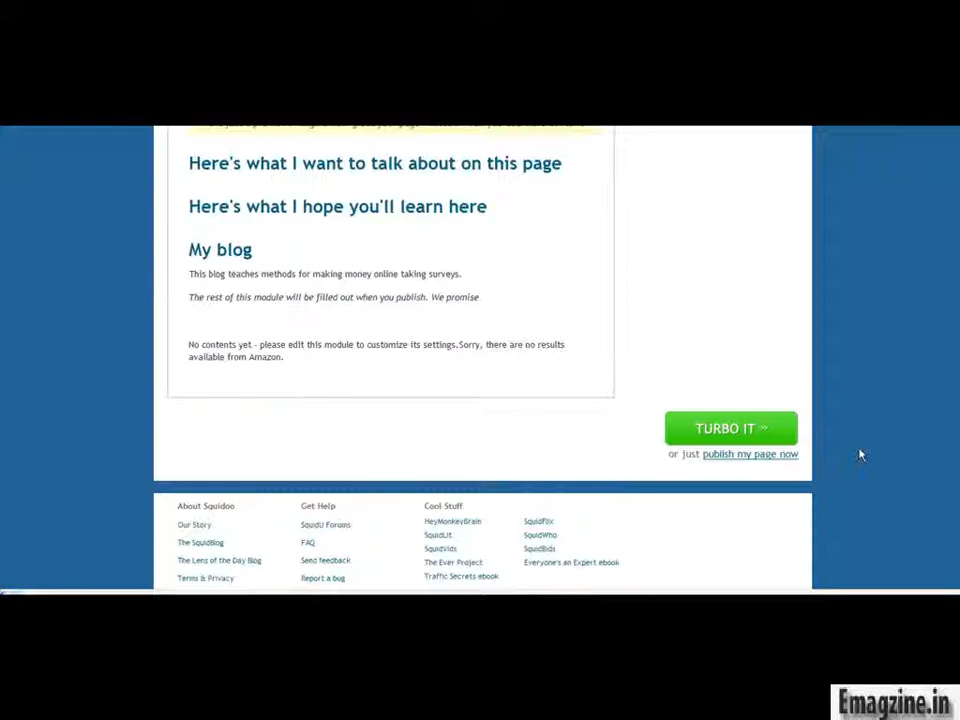 Here's what I want to talk about on this page
Here's what I hope you'll learn here
My blog
This blog teaches methods for making money online taking surveys.
The rest of this module will be filled out when you publish. We promise
No contents yet - please edit this module to customize its settings.Sorry, there are no results
available from Amazon.
TURBO IT »
or just publish my page now
About Squidoo
Our Story
The SquidBlog
The Lens of the Day Blog
Terms & Privacy
Get Help
SquidU Forums
FAQ
Send feedback
Report a bug
Cool Stuff
HeyMonkeyBrain
SquidLit
SquidVids
The Ever Project
Traffic Secrets ebook
SquidFlix
SquidWho
SquidBids
Everyone's an Expert ebook
Emagzine.in